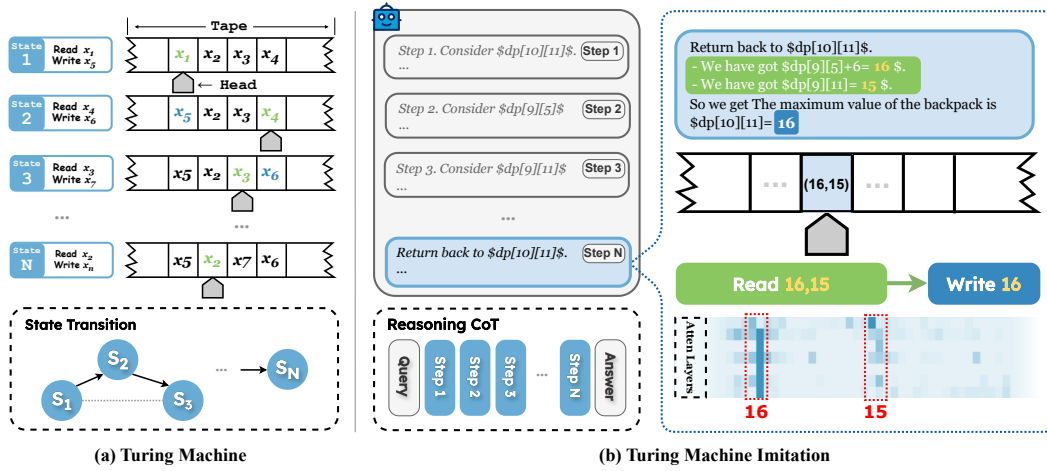 Tape
State 1
Read x1
Write x5
x1 x2 x3 x4
← Head
State 2
Read x4
Write x6
x5 x2 x3 x4
State 3
Read x3
Write x7
x5 x2 x3 x6
...
...
State N
Read x2
Write xn
x5 x2 x7 x6
State Transition
S1 S2 S3 ... SN
(a) Turing Machine
Step 1. Consider $dp[10][11]$. Step 1
...
Step 2. Consider $dp[9][5]$ Step 2
...
Step 3. Consider $dp[9][11]$ Step 3
...
...
Return back to $dp[10][11]$. Step N
...
Reasoning CoT
Query Step 1 Step 2 Step 3 ... Step N Answer
Return back to $dp[10][11]$.
- We have got $dp[9][5]+6= 16 $.
- We have got $dp[9][11]= 15 $.
So we get The maximum value of the backpack is
$dp[10][11]= 16
... (16,15) ...
Read 16,15
Write 16
Atten Layers
16 15
(b) Turing Machine Imitation